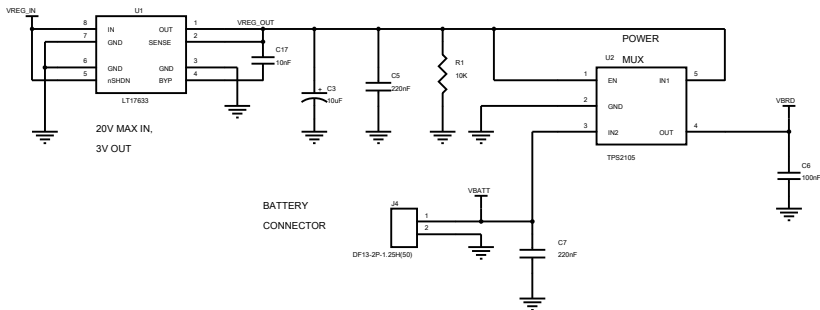 VREG_IN
U1
8 IN OUT 1
7 GND SENSE 2
6 GND GND 3
5 nSHDN BYP 4
LT17633
20V MAX IN,
3V OUT
VREG_OUT
C17
10nF
+ C3
10uF
C5
220nF
R1
10K
POWER
MUX
U2
1 EN IN1 5
2 GND
3 IN2 OUT 4
TPS2105
VBRD
C6
100nF
BATTERY
CONNECTOR
J4
1
2
DF13-2P-1.25H(50)
VBATT
C7
220nF